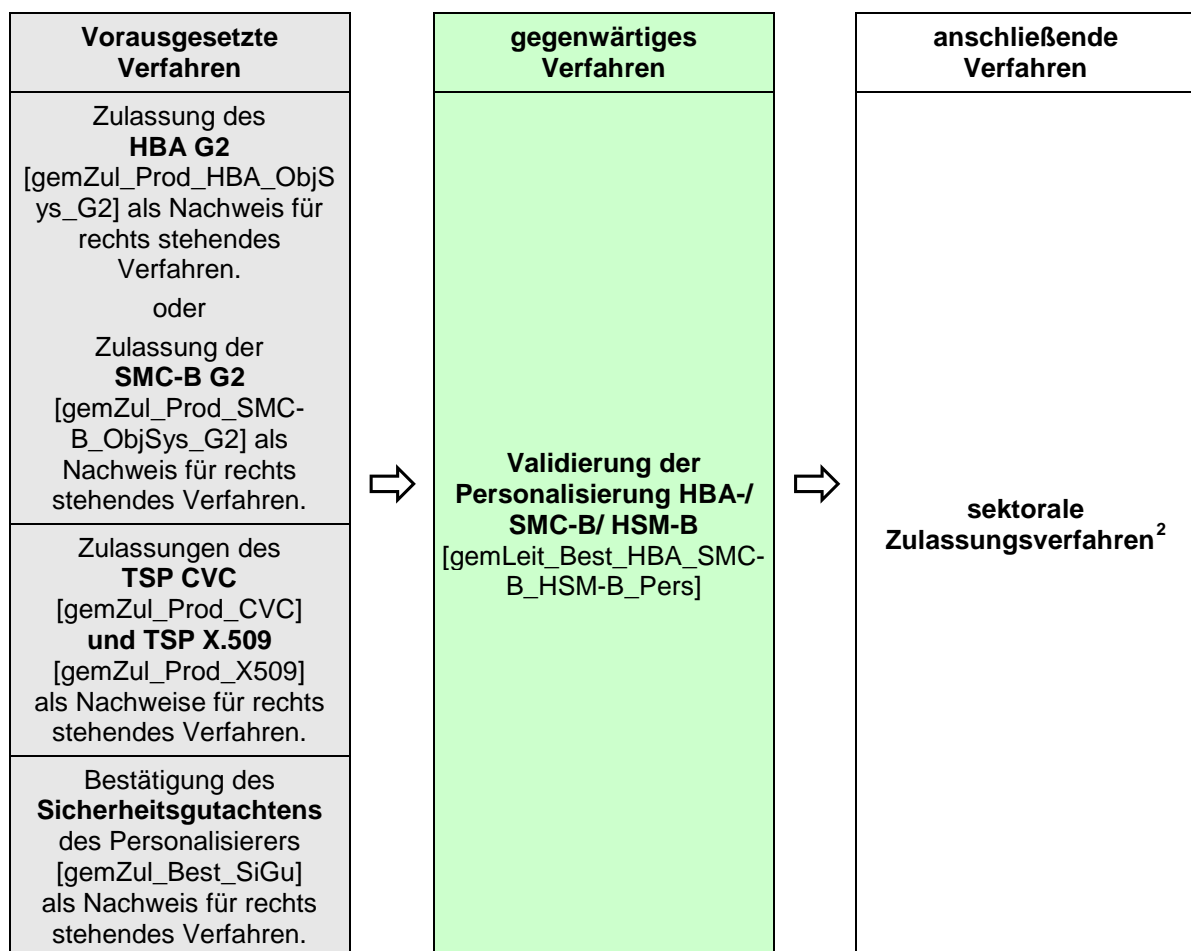 Vorausgesetzte
Verfahren
Zulassung des
HBA G2
[gemZul_Prod_HBA_ObjS
ys_G2] als Nachweis für
rechts stehendes
Verfahren.
oder
Zulassung der
SMC-B G2
[gemZul_Prod_SMC-
B_ObjSys_G2] als
Nachweis für rechts
stehendes Verfahren.
Zulassungen des
TSP CVC
[gemZul_Prod_CVC]
und TSP X.509
[gemZul_Prod_X509]
als Nachweise für rechts
stehendes Verfahren.
Bestätigung des
Sicherheitsgutachtens
des Personalisierers
[gemZul_Best_SiGu]
als Nachweis für rechts
stehendes Verfahren.
gegenwärtiges
Verfahren
Validierung der
Personalisierung HBA-/
SMC-B/ HSM-B
[gemLeit_Best_HBA_SMC-
B_HSM-B_Pers]
anschließende
Verfahren
sektorale
Zulassungsverfahren²